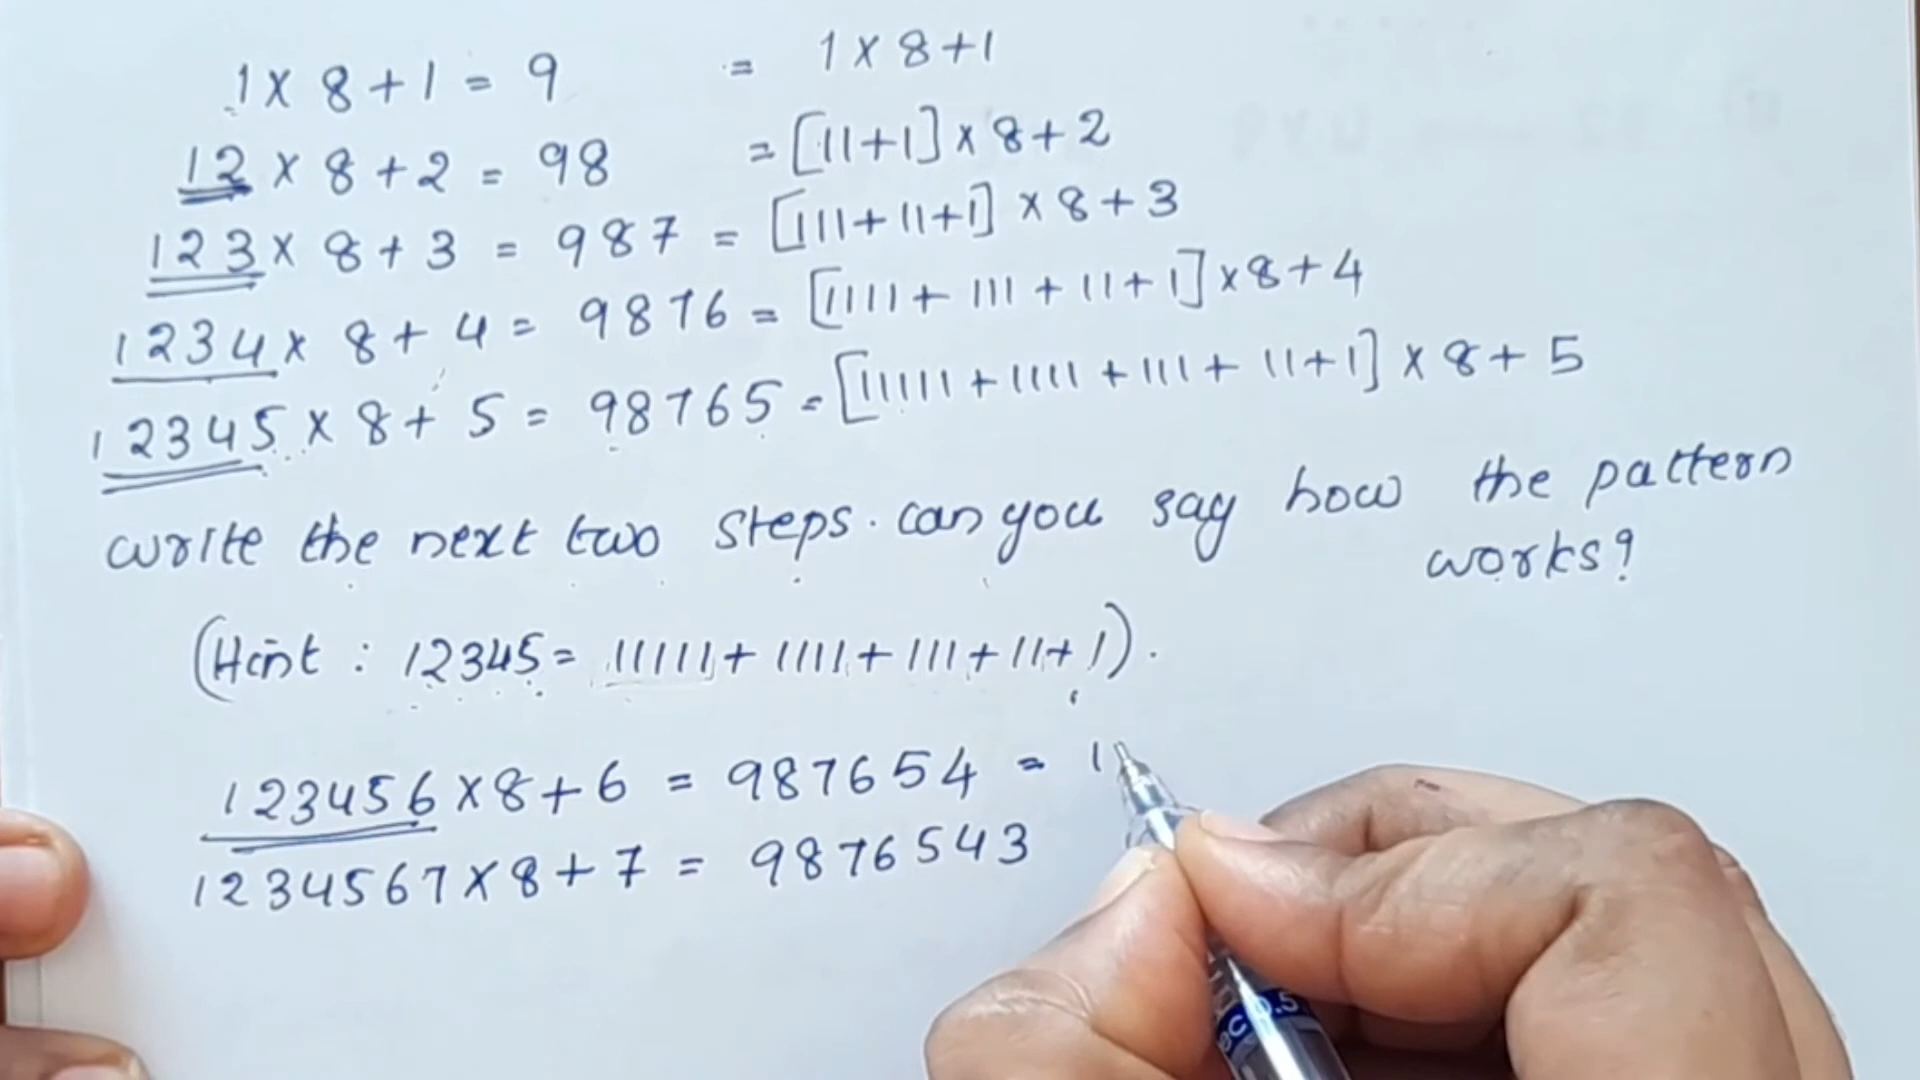 1 × 8 + 1 = 9 = 1 × 8 + 1
12 × 8 + 2 = 98 = [11+1] × 8 + 2
123 × 8 + 3 = 987 = [111+11+1] × 8 + 3
1234 × 8 + 4 = 9876 = [1111 + 111 + 11 + 1] × 8 + 4
12345 × 8 + 5 = 98765 = [11111 + 1111 + 111 + 11+1] × 8 + 5
write the next two steps. can you say how the pattern
works?
(Hint : 12345 = 11111 + 1111 + 111 + 11 + 1).
123456 × 8 + 6 = 987654 = 1
1234567 × 8 + 7 = 9876543
0.5